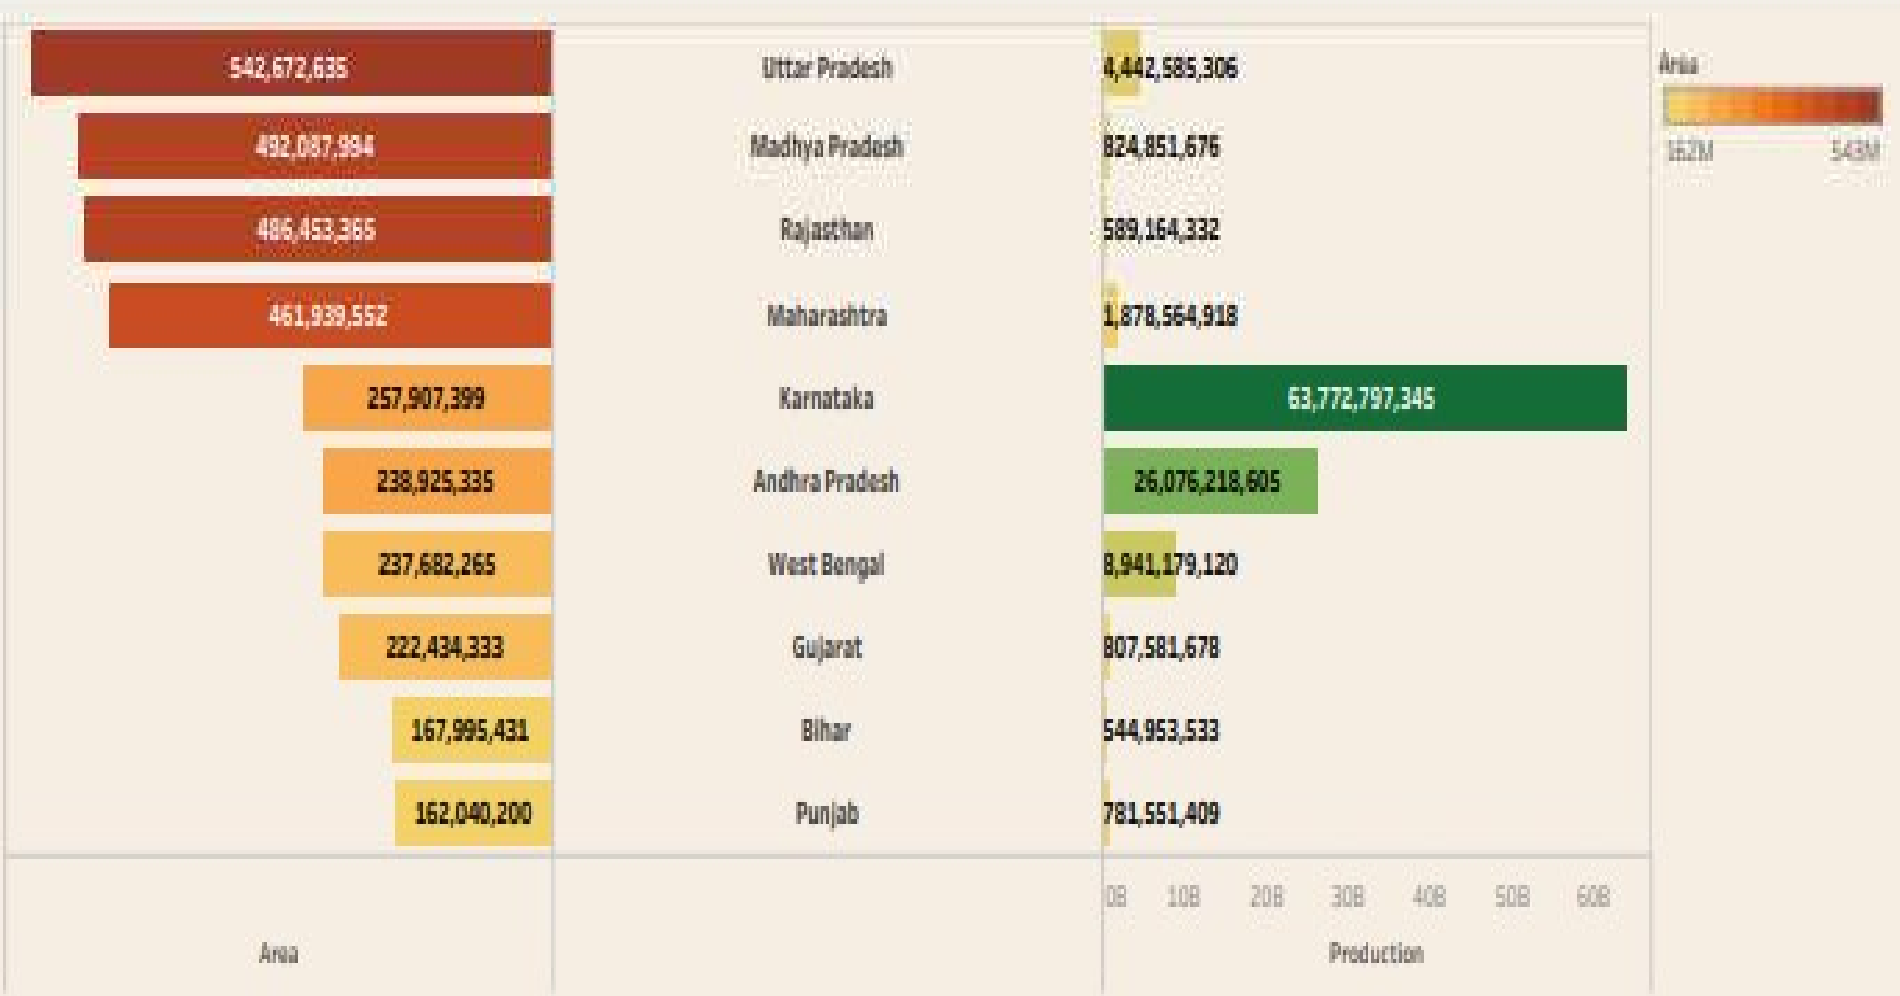 542,672,635 Uttar Pradesh 4,442,585,306
492,087,994 Madhya Pradesh 824,851,676
486,453,365 Rajasthan 589,164,332
461,939,552 Maharashtra 1,878,564,918
257,907,399 Karnataka 63,772,797,345
238,925,335 Andhra Pradesh 26,076,218,605
237,682,265 West Bengal 8,941,179,120
222,434,333 Gujarat 807,581,678
167,995,431 Bihar 544,953,533
162,040,200 Punjab 781,551,409
0B 10B 20B 30B 40B 50B 60B
Area Production
Area
162M 543M